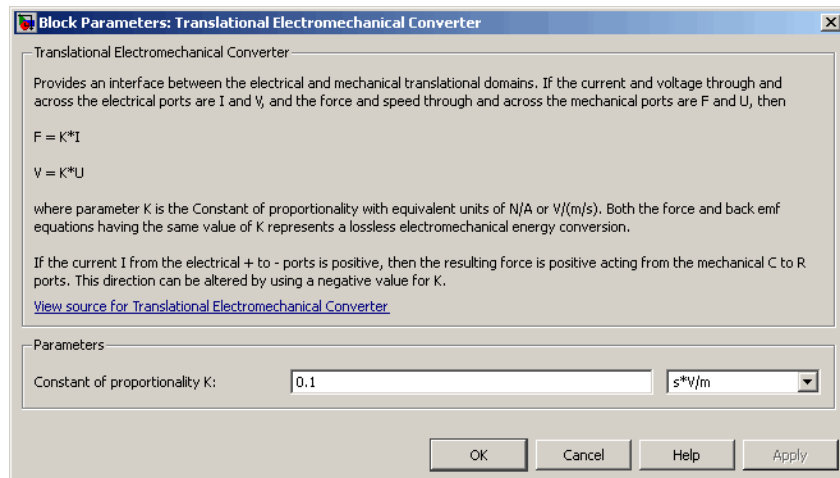 Block Parameters: Translational Electromechanical Converter
Translational Electromechanical Converter
Provides an interface between the electrical and mechanical translational domains. If the current and voltage through and
across the electrical ports are I and V, and the force and speed through and across the mechanical ports are F and U, then
F = K*I
V = K*U
where parameter K is the Constant of proportionality with equivalent units of N/A or V/(m/s). Both the force and back emf
equations having the same value of K represents a lossless electromechanical energy conversion.
If the current I from the electrical + to - ports is positive, then the resulting force is positive acting from the mechanical C to R
ports. This direction can be altered by using a negative value for K.
View source for Translational Electromechanical Converter
Parameters
Constant of proportionality K: 0.1 s*V/m
OK Cancel Help Apply